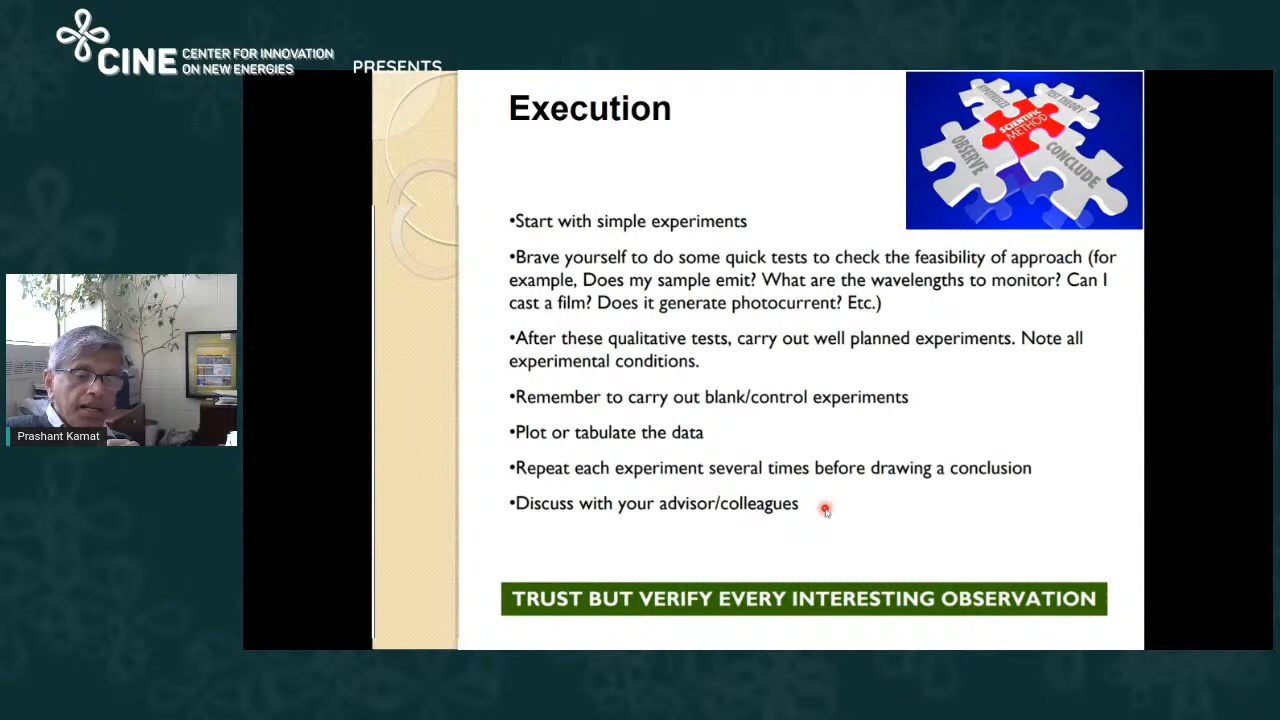 CINE CENTER FOR INNOVATION
ON NEW ENERGIES
PRESENTS
Execution
HYPOTHESIZE
TEST THEORY
SCIENTIFIC
METHOD
OBSERVE
CONCLUDE
•Start with simple experiments
•Brave yourself to do some quick tests to check the feasibility of approach (for
example, Does my sample emit? What are the wavelengths to monitor? Can I
cast a film? Does it generate photocurrent? Etc.)
•After these qualitative tests, carry out well planned experiments. Note all
experimental conditions.
•Remember to carry out blank/control experiments
•Plot or tabulate the data
•Repeat each experiment several times before drawing a conclusion
•Discuss with your advisor/colleagues
TRUST BUT VERIFY EVERY INTERESTING OBSERVATION
Prashant Kamat